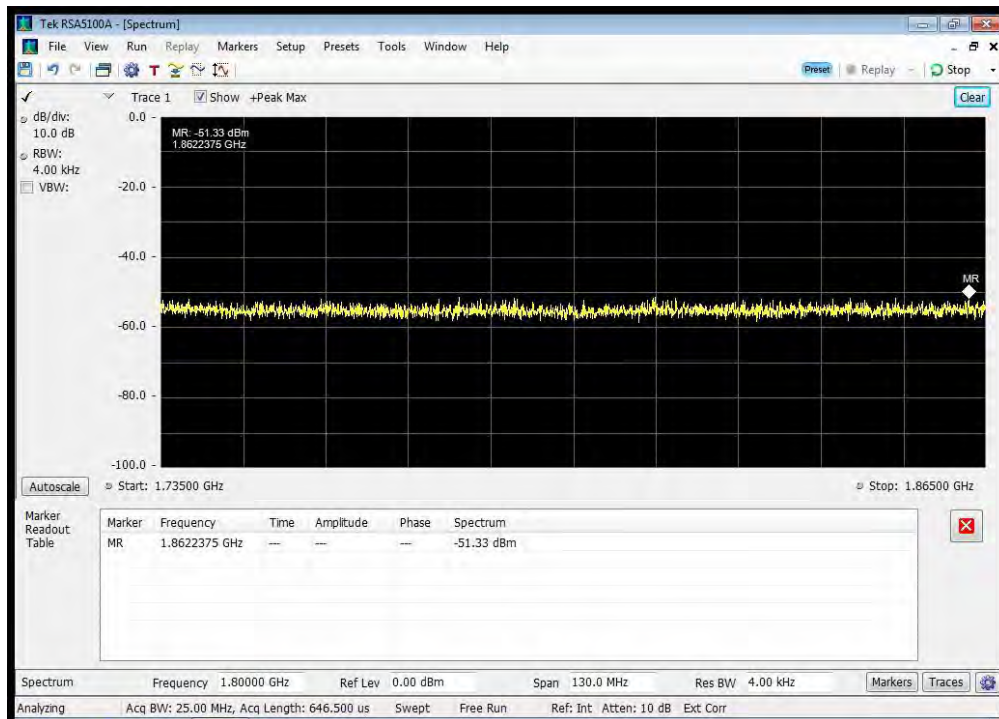 Tek RSA5100A - [Spectrum]
File View Run Replay Markers Setup Presets Tools Window Help
T
Preset Replay Stop
Trace 1 Show +Peak Max Clear
dB/div:
10.0 dB
RBW:
4.00 kHz
VBW:
0.0
-20.0
-40.0
-60.0
-80.0
-100.0
MR: -51.33 dBm
1.8622375 GHz
MR
Autoscale Start: 1.73500 GHz Stop: 1.86500 GHz
Marker
Readout
Table
Marker Frequency Time Amplitude Phase Spectrum
MR 1.8622375 GHz --- --- --- -51.33 dBm
Spectrum Frequency 1.80000 GHz Ref Lev 0.00 dBm Span 130.0 MHz Res BW 4.00 kHz Markers Traces
Analyzing Acq BW: 25.00 MHz, Acq Length: 646.500 us Swept Free Run Ref: Int Atten: 10 dB Ext Corr